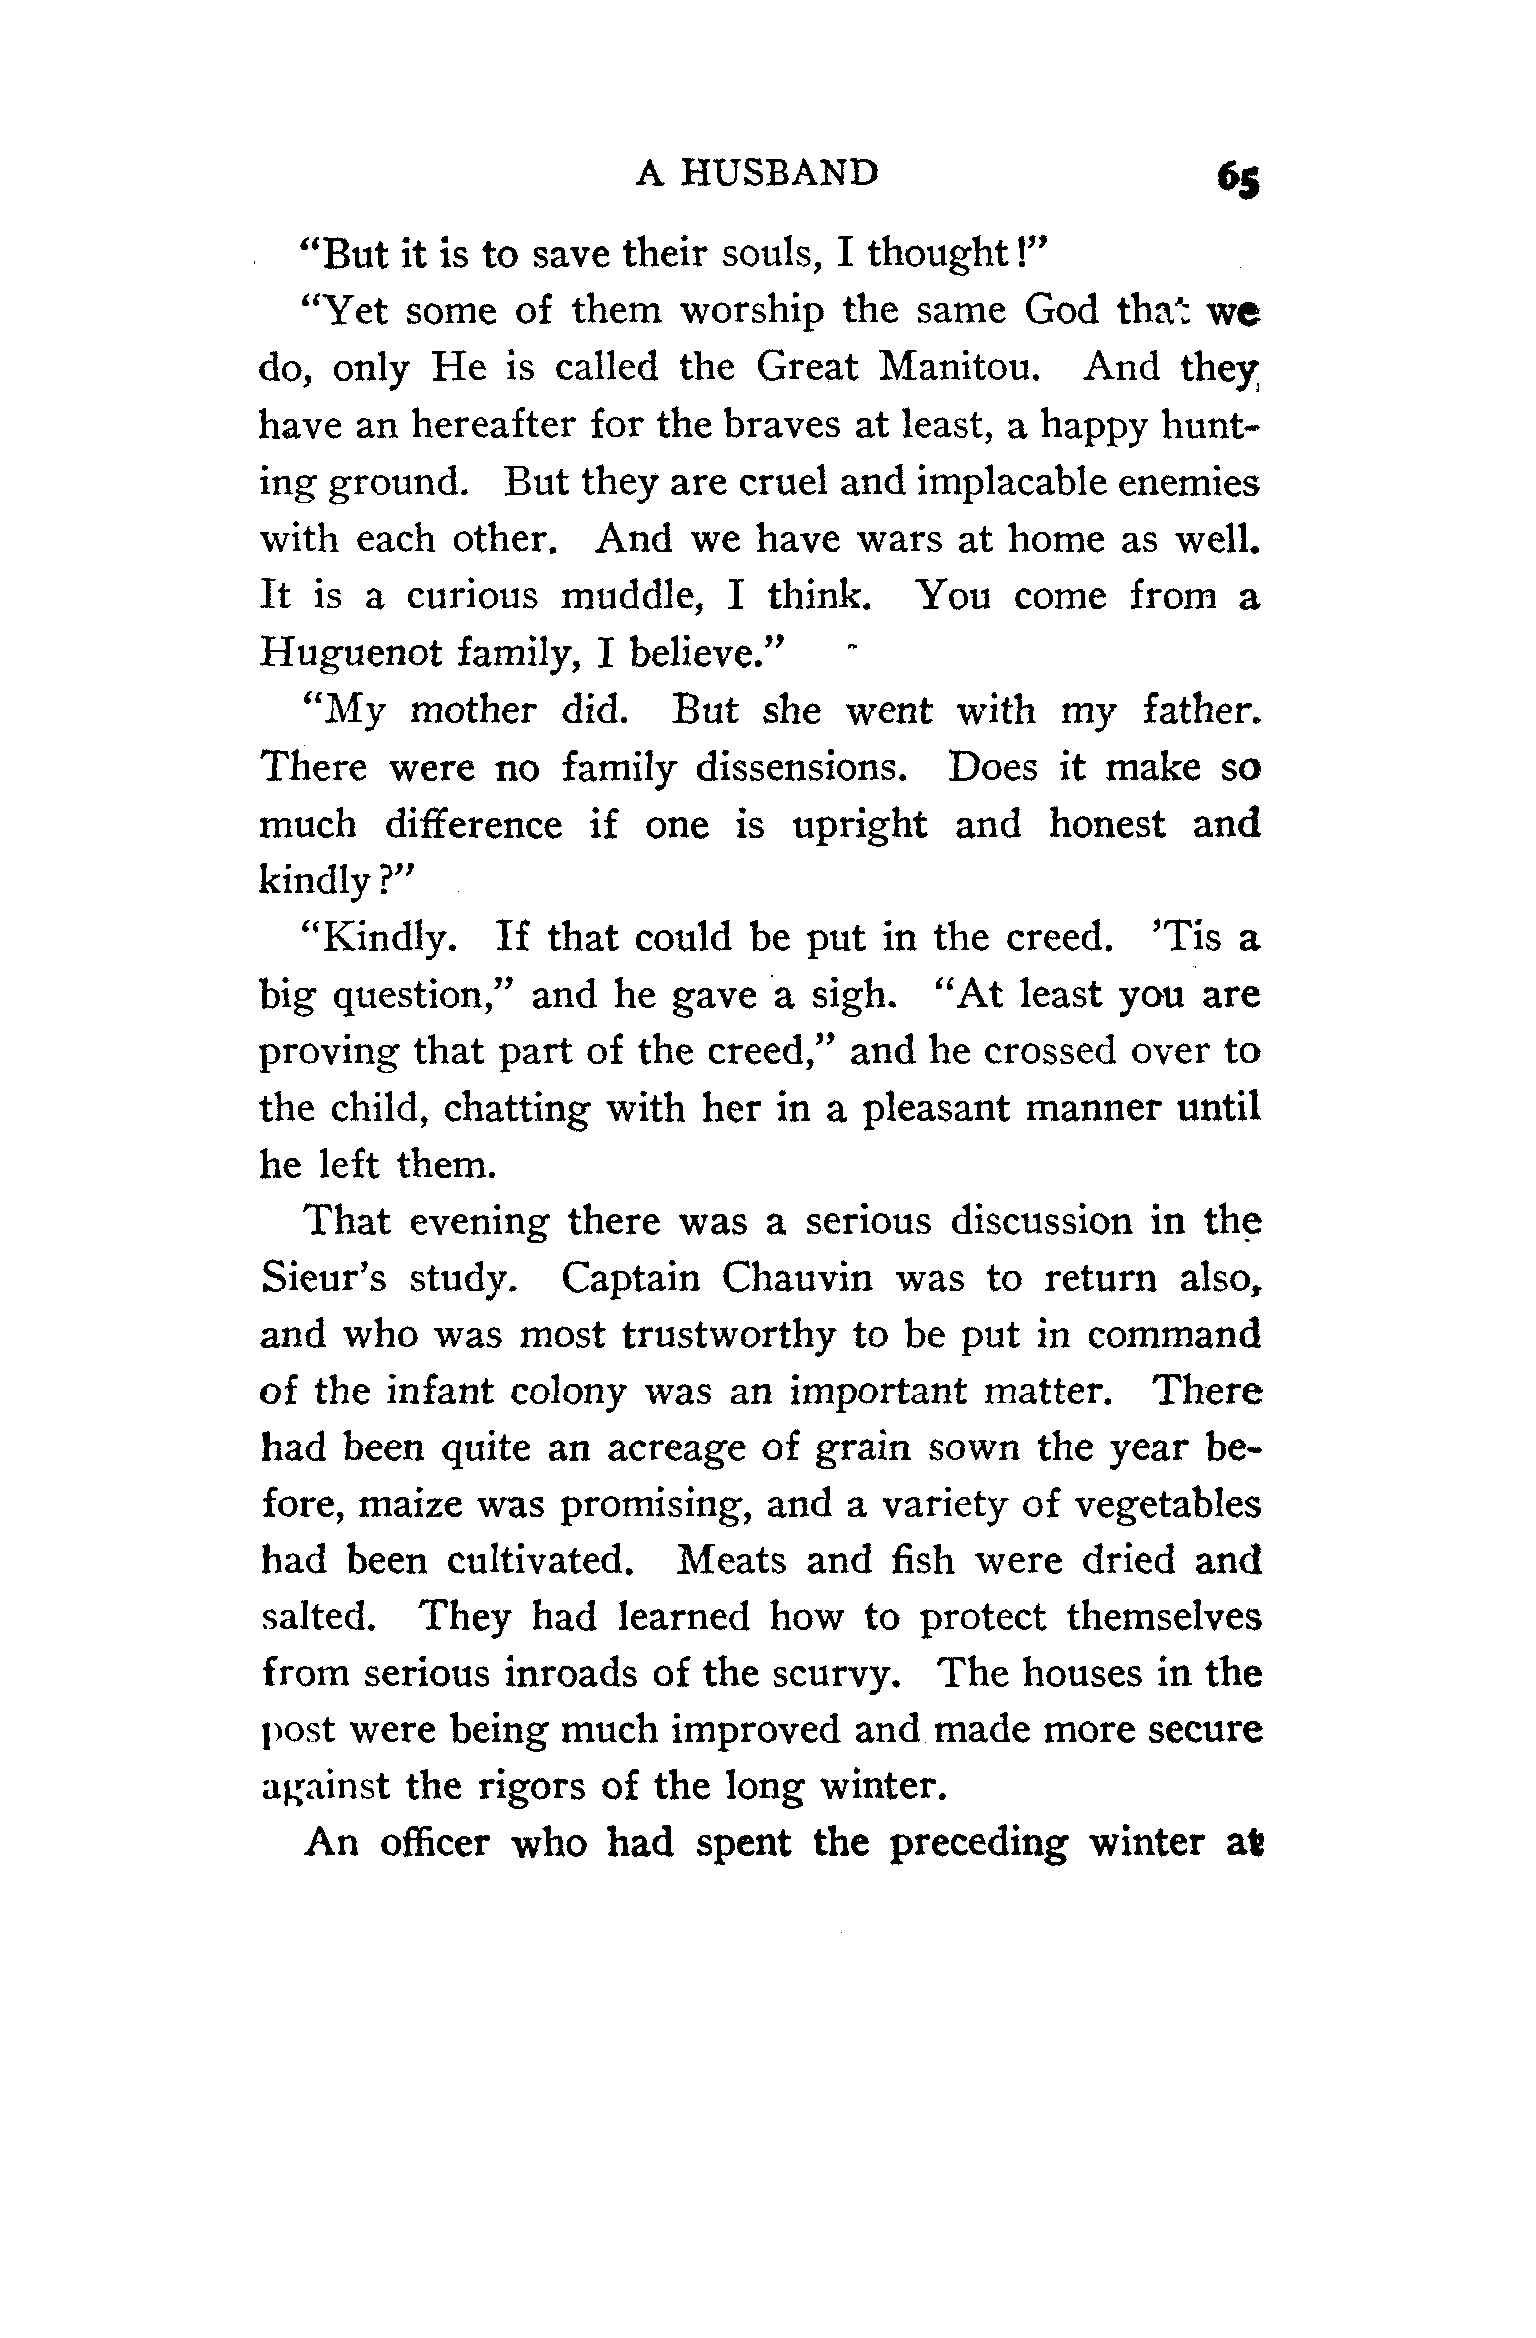 A HUSBAND 65
“But it is to save their souls, I thought!”
“Yet some of them worship the same God that we
do, only He is called the Great Manitou. And they
have an hereafter for the braves at least, a happy hunt-
ing ground. But they are cruel and implacable enemies
with each other. And we have wars at home as well.
It is a curious muddle, I think. You come from a
Huguenot family, I believe.”
“My mother did. But she went with my father.
There were no family dissensions. Does it make so
much difference if one is upright and honest and
kindly?”
“Kindly. If that could be put in the creed. ’Tis a
big question,” and he gave a sigh. “At least you are
proving that part of the creed,” and he crossed over to
the child, chatting with her in a pleasant manner until
he left them.
That evening there was a serious discussion in the
Sieur’s study. Captain Chauvin was to return also,
and who was most trustworthy to be put in command
of the infant colony was an important matter. There
had been quite an acreage of grain sown the year be-
fore, maize was promising, and a variety of vegetables
had been cultivated. Meats and fish were dried and
salted. They had learned how to protect themselves
from serious inroads of the scurvy. The houses in the
post were being much improved and made more secure
against the rigors of the long winter.
An officer who had spent the preceding winter at